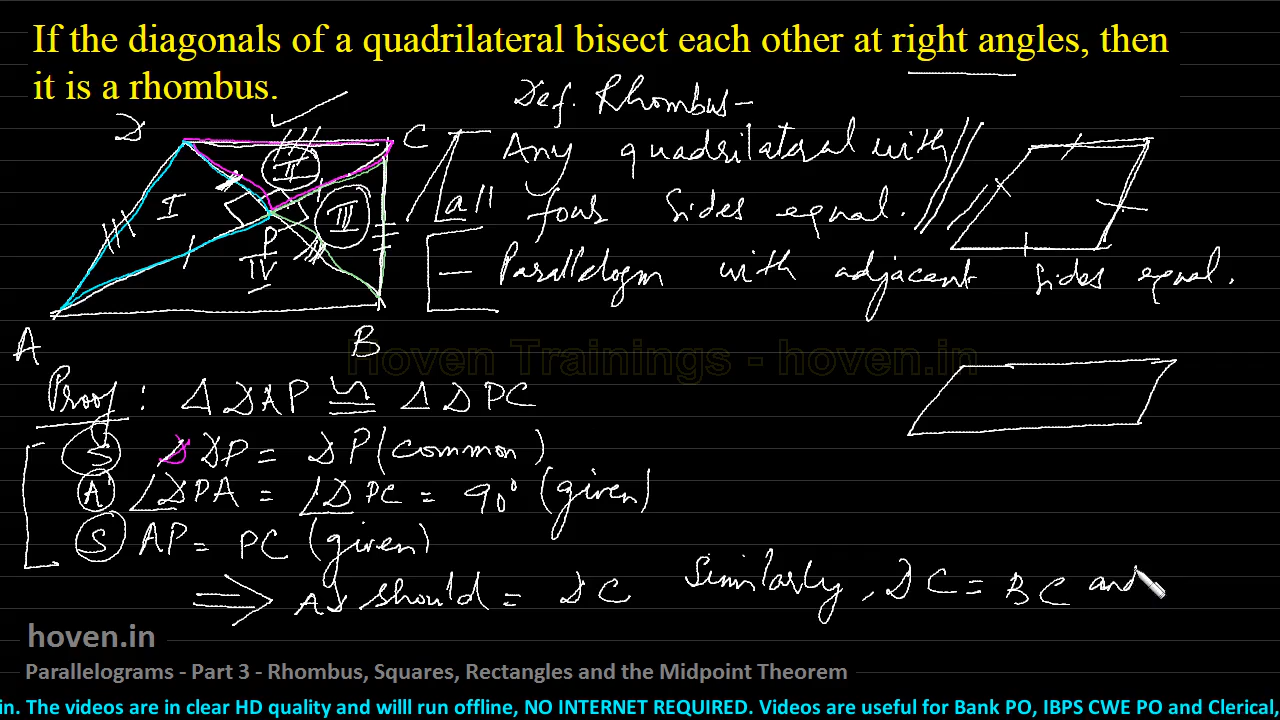 If the diagonals of a quadrilateral bisect each other at right angles, then
it is a rhombus.
Def. Rhombus -
D
C
II
Any quadrilateral with
I
III
all four sides equal.
P
IV
- Parallelogm with adjacent sides equal.
A
B
Hoven Trainings - hoven.in
Proof : Δ DAP ≅ Δ DPC
S DP = DP (common)
A ∠DPA = ∠DPC = 90° (given)
S AP = PC (given)
⇒ AD should = DC Similarly, DC = BC and
hoven.in
Parallelograms - Part 3 - Rhombus, Squares, Rectangles and the Midpoint Theorem
in. The videos are in clear HD quality and willl run offline, NO INTERNET REQUIRED. Videos are useful for Bank PO, IBPS CWE PO and Clerical,